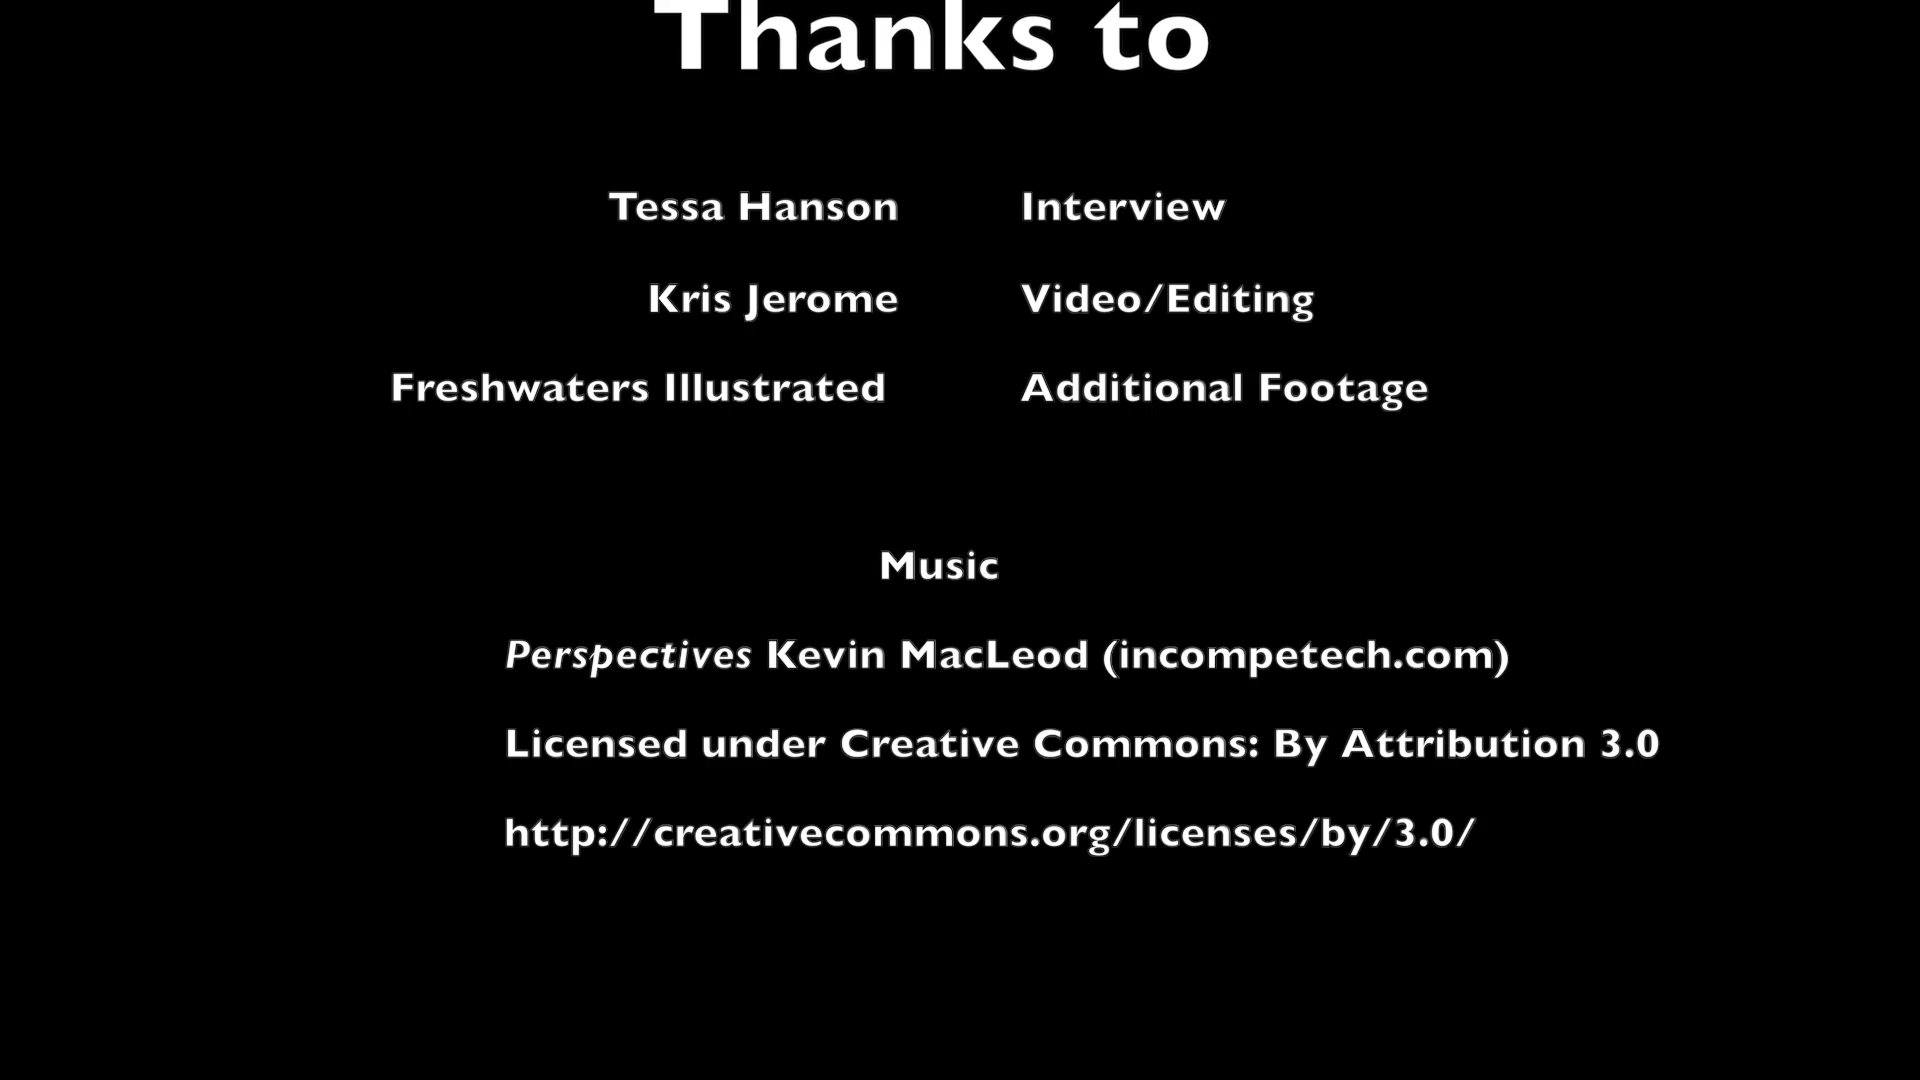 Thanks to
Tessa Hanson Interview
Kris Jerome Video/Editing
Freshwaters Illustrated Additional Footage
Music
Perspectives Kevin MacLeod (incompetech.com)
Licensed under Creative Commons: By Attribution 3.0
http://creativecommons.org/licenses/by/3.0/